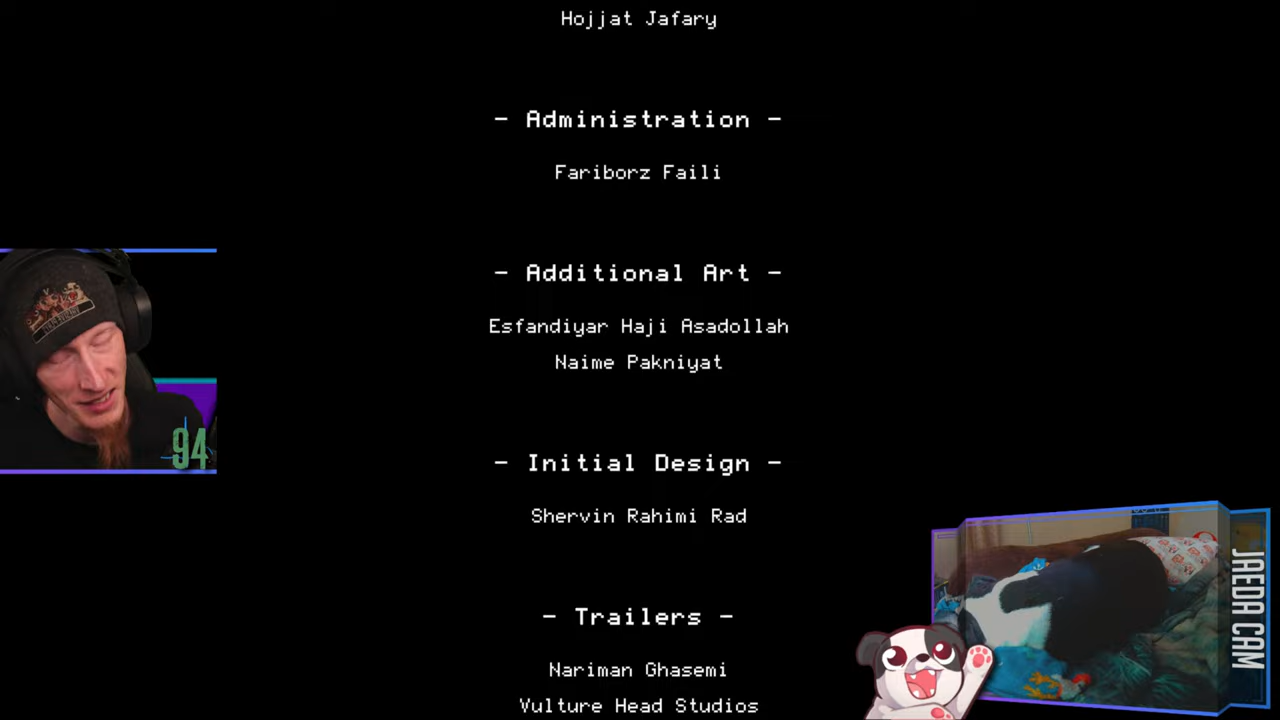 Hojjat Jafary
- Administration -
Fariborz Faili
- Additional Art -
Esfandiyar Haji Asadollah
Naime Pakniyat
- Initial Design -
Shervin Rahimi Rad
- Trailers -
Nariman Ghasemi
Vulture Head Studios
94
JAEDA CAM